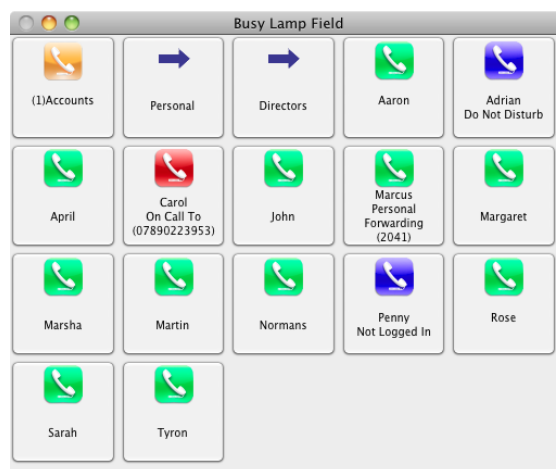 Busy Lamp Field
(1)Accounts
Personal
Directors
Aaron
Adrian
Do Not Disturb
April
Carol
On Call To
(07890223953)
John
Marcus
Personal
Forwarding
(2041)
Margaret
Marsha
Martin
Normans
Penny
Not Logged In
Rose
Sarah
Tyron